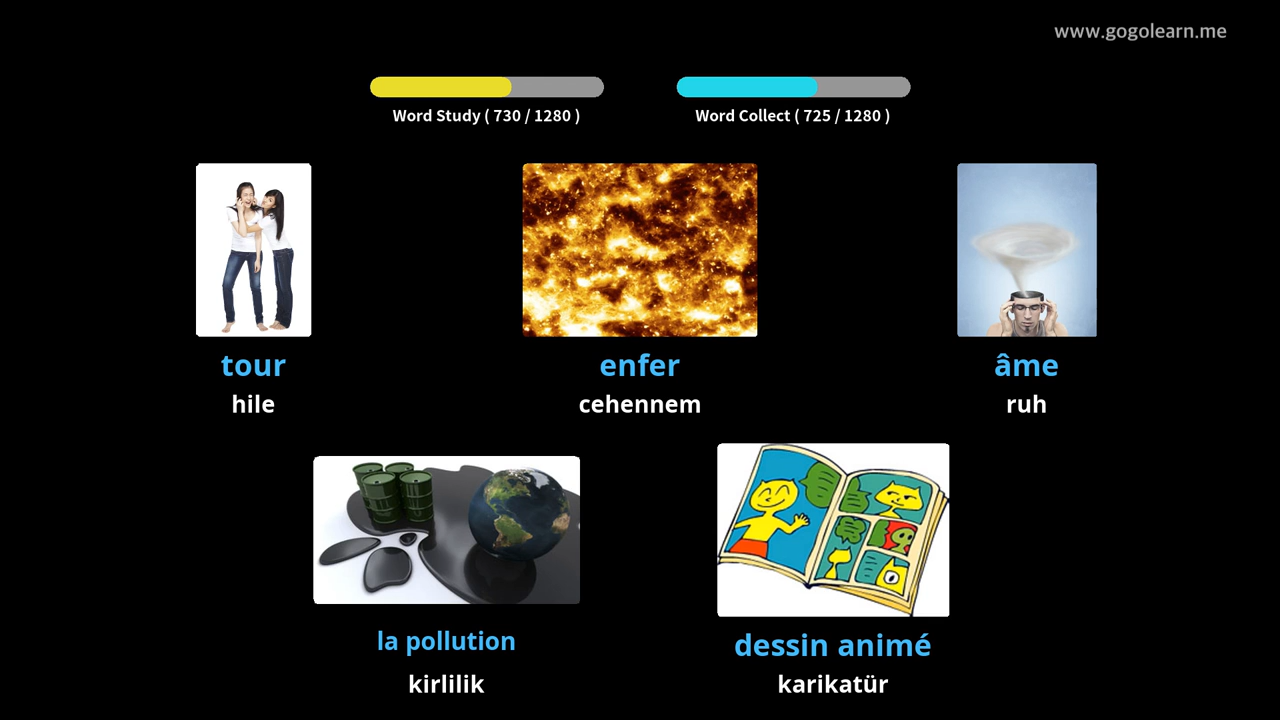 www.gogolearn.me
Word Study ( 730 / 1280 )
Word Collect ( 725 / 1280 )
tour
hile
enfer
cehennem
âme
ruh
la pollution
kirlilik
dessin animé
karikatür